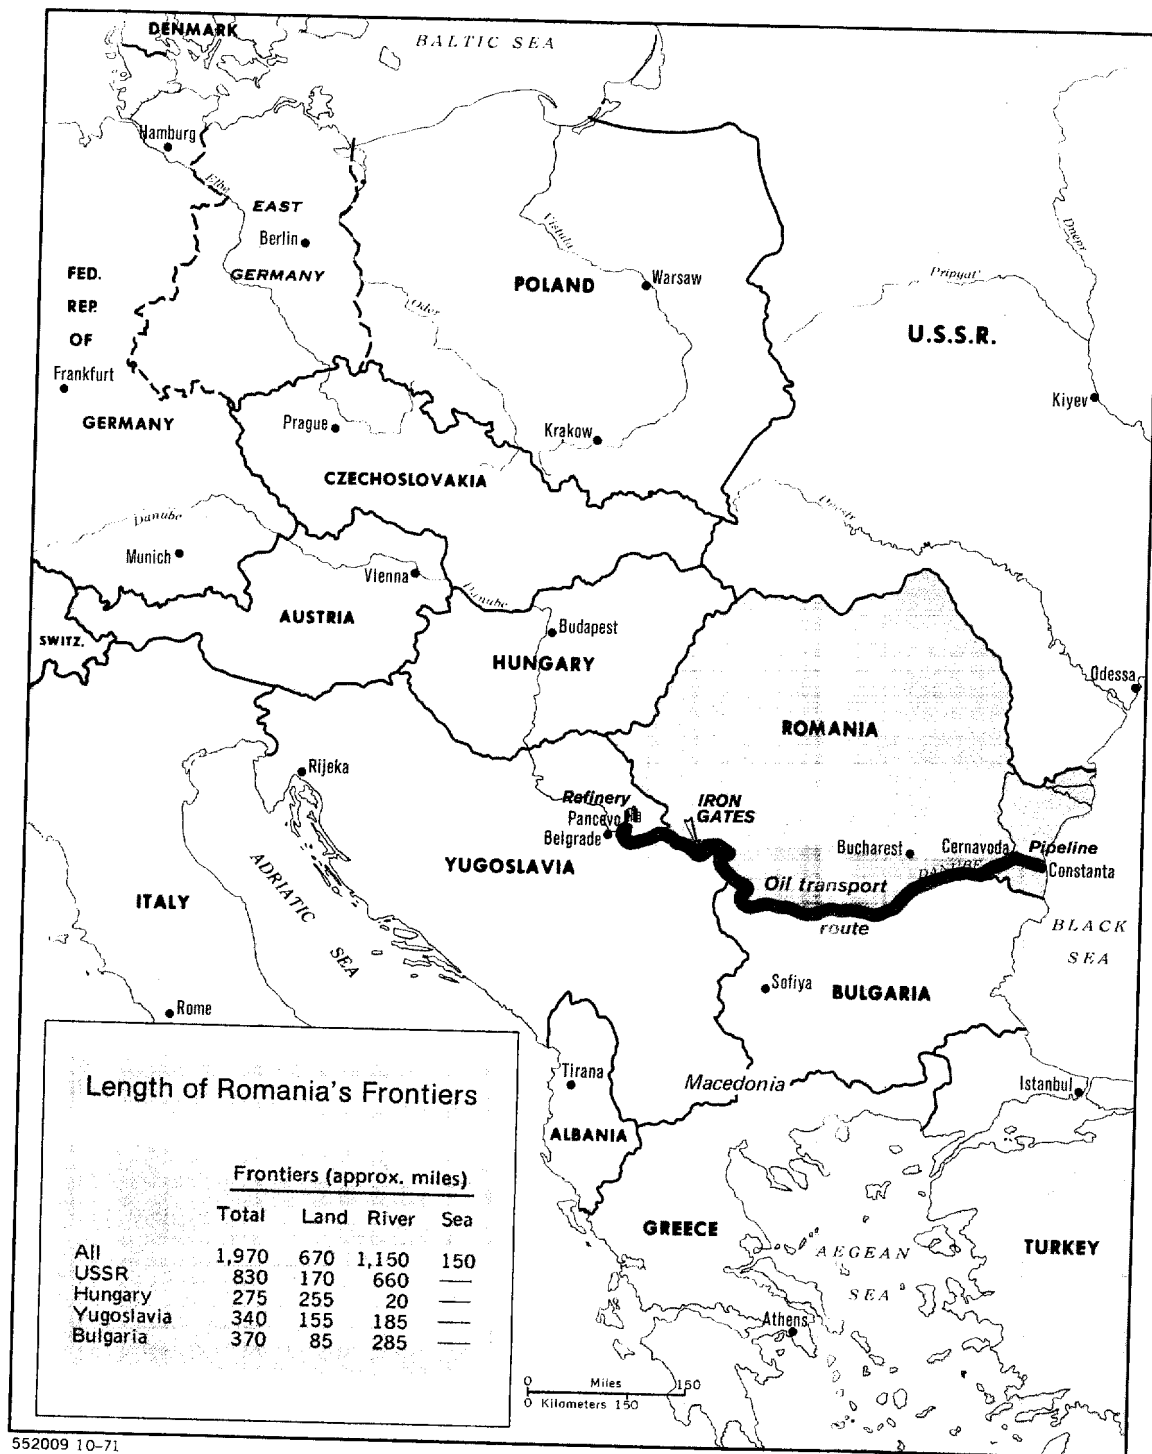 DENMARK
BALTIC SEA
Hamburg
Elbe
EAST
Berlin
GERMANY
Vistula
Dnepr
FED.
REP.
OF
Frankfurt
GERMANY
POLAND
Warsaw
Pripyat'
Oder
U.S.S.R.
Kiyev
Prague
Krakow
CZECHOSLOVAKIA
Danube
Munich
Dnestr
Vienna
Danube
AUSTRIA
Budapest
SWITZ.
HUNGARY
Odessa
ROMANIA
Rijeka
Refinery
Pancevo
Belgrade
IRON
GATES
Bucharest
Cernavoda
Pipeline
Constanta
DANUBE
YUGOSLAVIA
Oil transport
route
ITALY
ADRIATIC
SEA
BLACK
SEA
Sofiya
BULGARIA
Rome
Tirana
Macedonia
Istanbul
ALBANIA
GREECE
AEGEAN
SEA
TURKEY
Athens
Length of Romania's Frontiers
Frontiers (approx. miles)
Total Land River Sea
All 1,970 670 1,150 150
USSR 830 170 660 —
Hungary 275 255 20 —
Yugoslavia 340 155 185 —
Bulgaria 370 85 285 —
0 Miles 150
0 Kilometers 150
552009 10-71